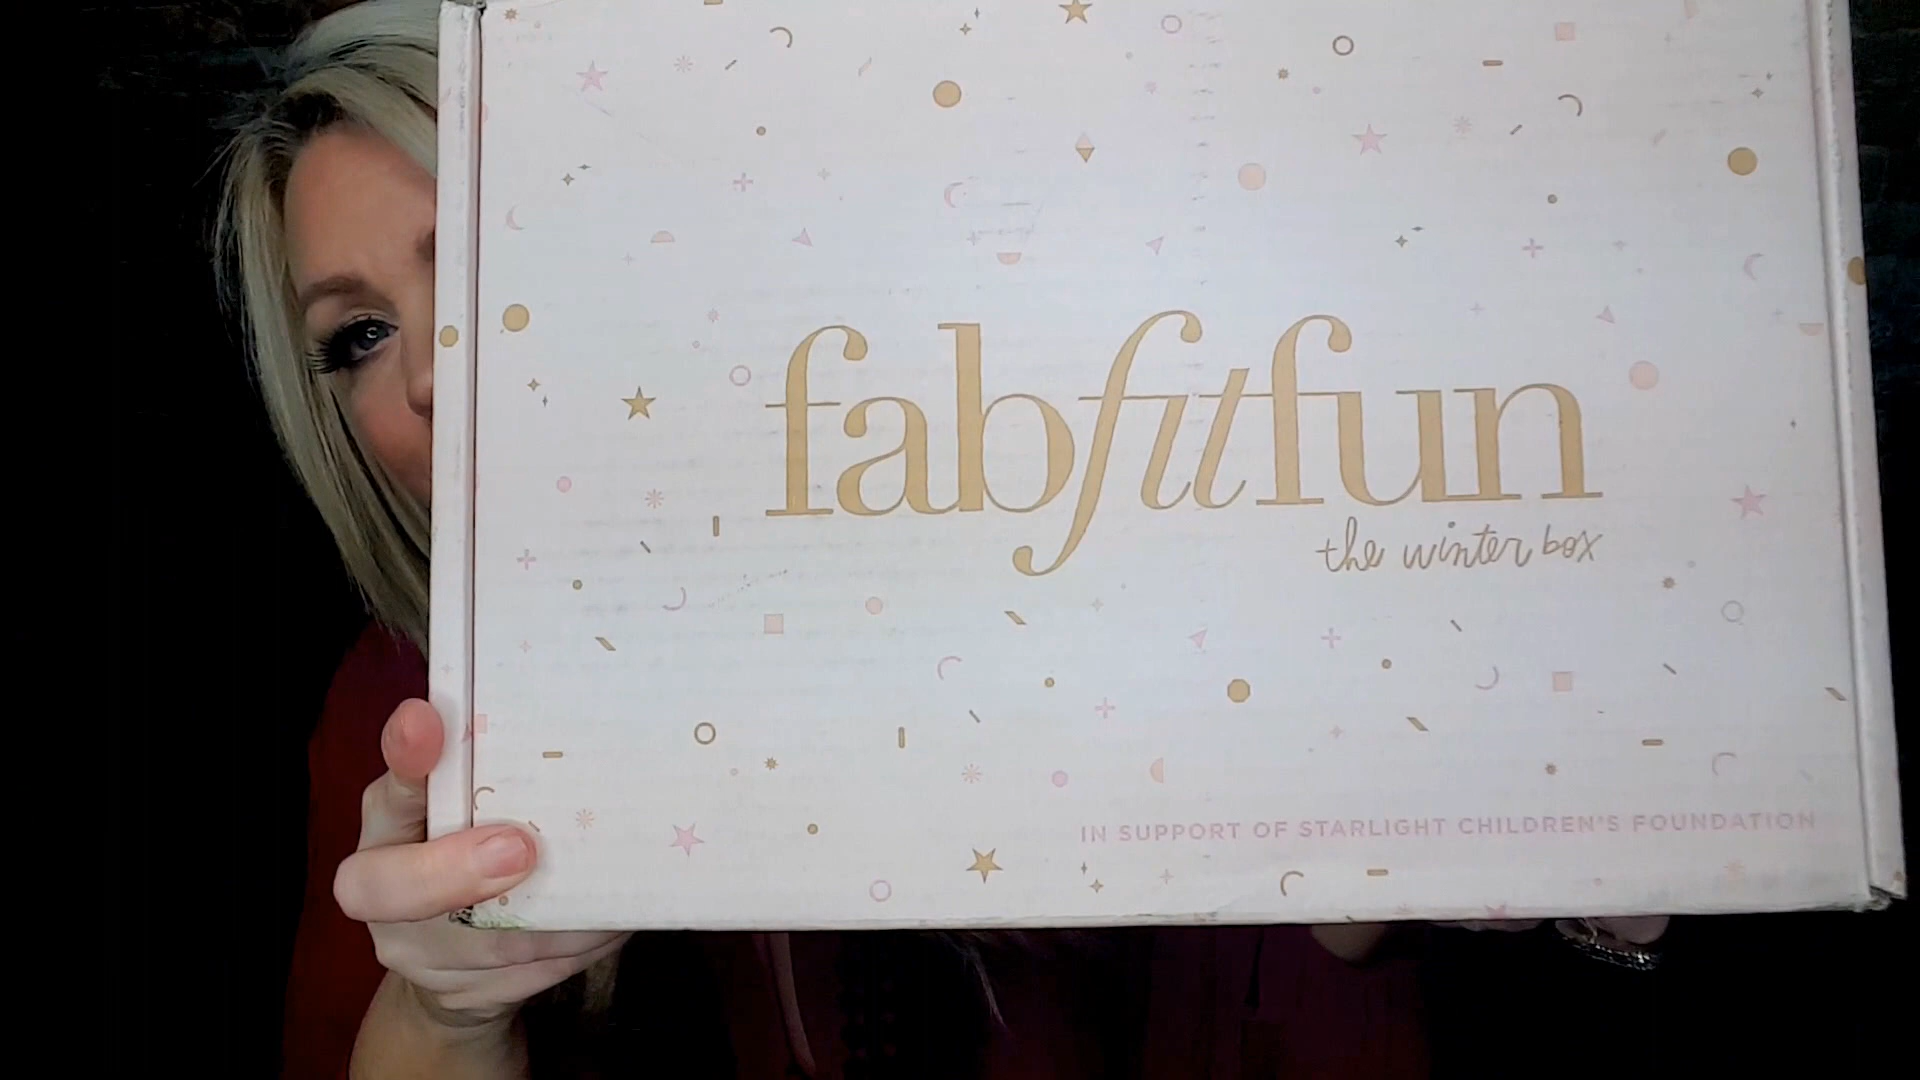 fabfitfun
the winter box
IN SUPPORT OF STARLIGHT CHILDREN'S FOUNDATION